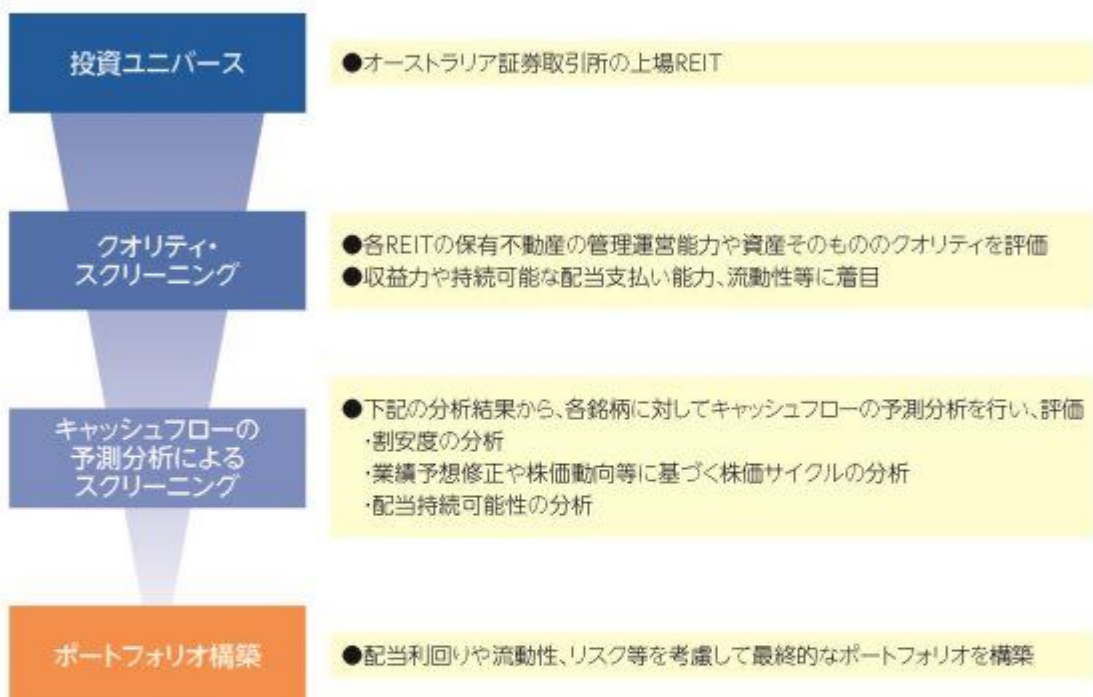 投資ユニバース
●オーストラリア証券取引所の上場REIT
クオリティ・
スクリーニング
●各REITの保有不動産の管理運営能力や資産そのもののクオリティを評価
●収益力や持続可能な配当支払い能力、流動性等に着目
キャッシュフローの
予測分析による
スクリーニング
●下記の分析結果から、各銘柄に対してキャッシュフローの予測分析を行い、評価
・割安度の分析
・業績予想修正や株価動向等に基づく株価サイクルの分析
・配当持続可能性の分析
ポートフォリオ構築
●配当利回りや流動性、リスク等を考慮して最終的なポートフォリオを構築